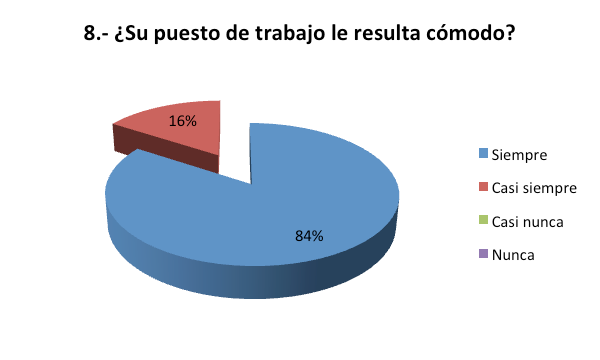 8.- ¿Su puesto de trabajo le resulta cómodo?
16%
84%
Siempre
Casi siempre
Casi nunca
Nunca